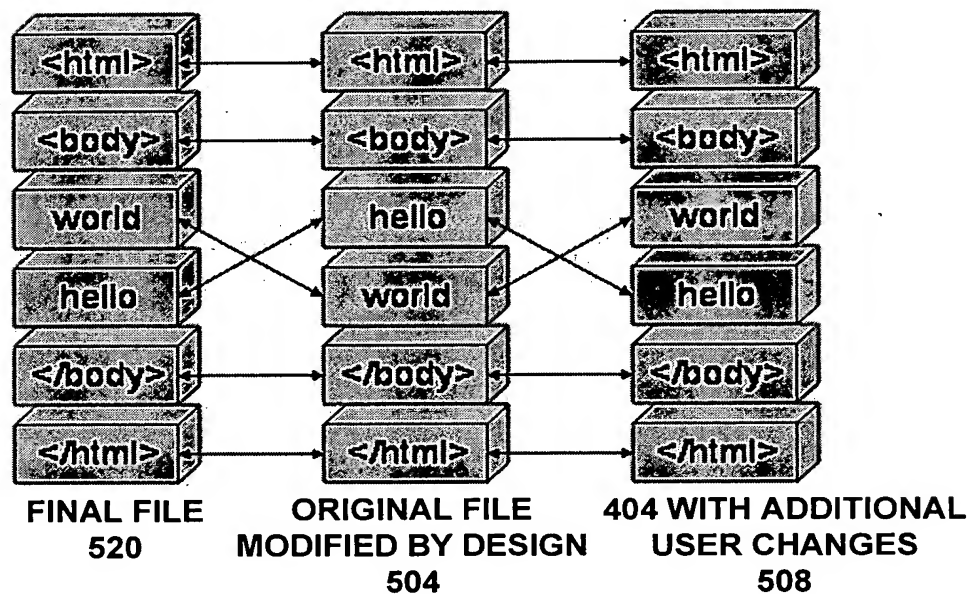 <html> <html> <html>
<body> <body> <body>
world hello world
hello world hello
</body> </body> </body>
</html> </html> </html>
FINAL FILE
520
ORIGINAL FILE
MODIFIED BY DESIGN
504
404 WITH ADDITIONAL
USER CHANGES
508